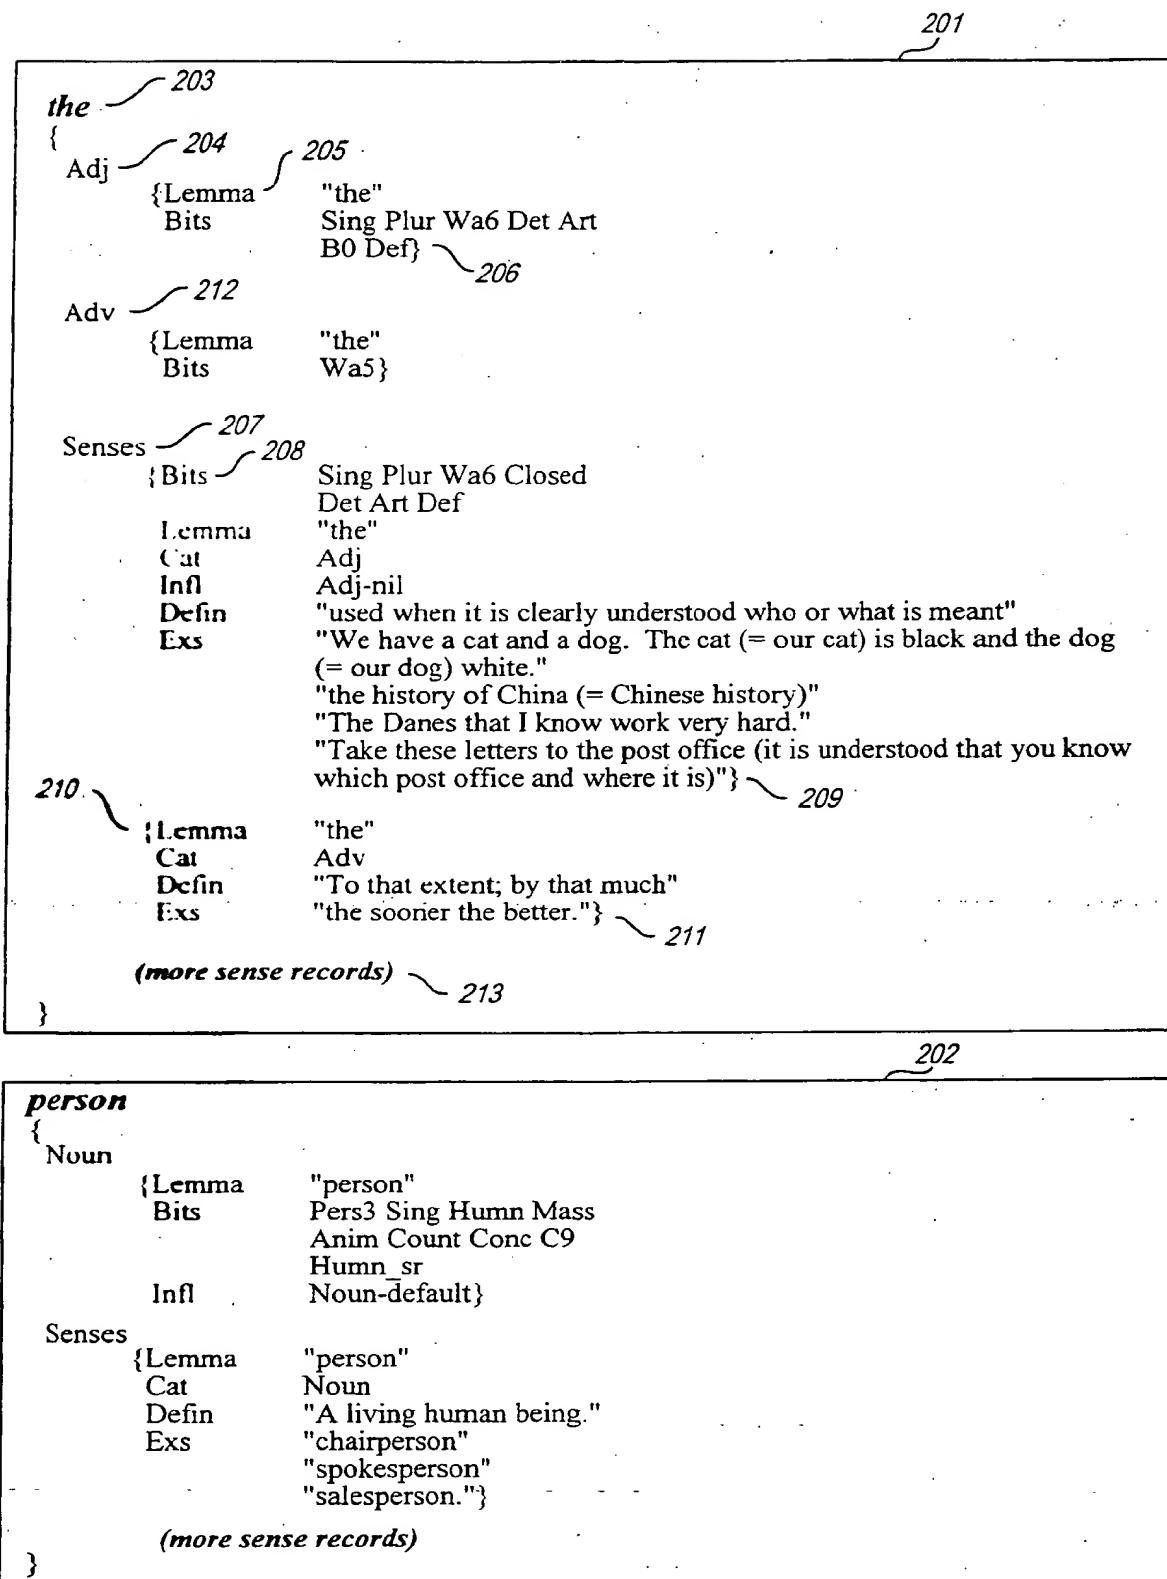 201
the 203
{
Adj 204 205
{Lemma "the"
Bits Sing Plur Wa6 Det Art
B0 Def} 206
Adv 212
{Lemma "the"
Bits Wa5}
Senses 207 208
{Bits Sing Plur Wa6 Closed
Det Art Def
Lemma "the"
Cat Adj
Infl Adj-nil
Defin "used when it is clearly understood who or what is meant"
Exs "We have a cat and a dog. The cat (= our cat) is black and the dog
(= our dog) white."
"the history of China (= Chinese history)"
"The Danes that I know work very hard."
"Take these letters to the post office (it is understood that you know
which post office and where it is)"} 209
210
{Lemma "the"
Cat Adv
Defin "To that extent; by that much"
Exs "the sooner the better."} 211
(more sense records) 213
}
202
person
{
Noun
{Lemma "person"
Bits Pers3 Sing Humn Mass
Anim Count Conc C9
Humn_sr
Infl Noun-default}
Senses
{Lemma "person"
Cat Noun
Defin "A living human being."
Exs "chairperson"
"spokesperson"
"salesperson."}
(more sense records)
}